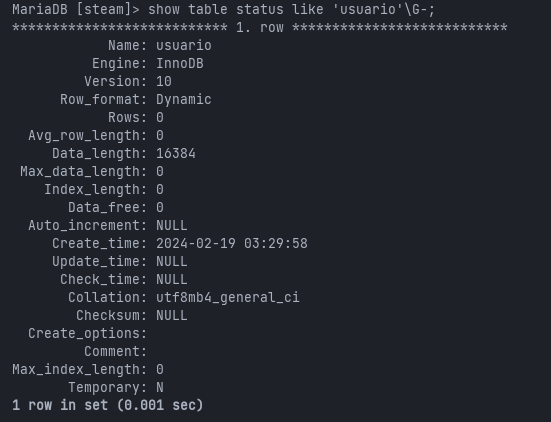 MariaDB [steam]> show table status like 'usuario'\G-;
*************************** 1. row ***************************
Name: usuario
Engine: InnoDB
Version: 10
Row_format: Dynamic
Rows: 0
Avg_row_length: 0
Data_length: 16384
Max_data_length: 0
Index_length: 0
Data_free: 0
Auto_increment: NULL
Create_time: 2024-02-19 03:29:58
Update_time: NULL
Check_time: NULL
Collation: utf8mb4_general_ci
Checksum: NULL
Create_options:
Comment:
Max_index_length: 0
Temporary: N
1 row in set (0.001 sec)